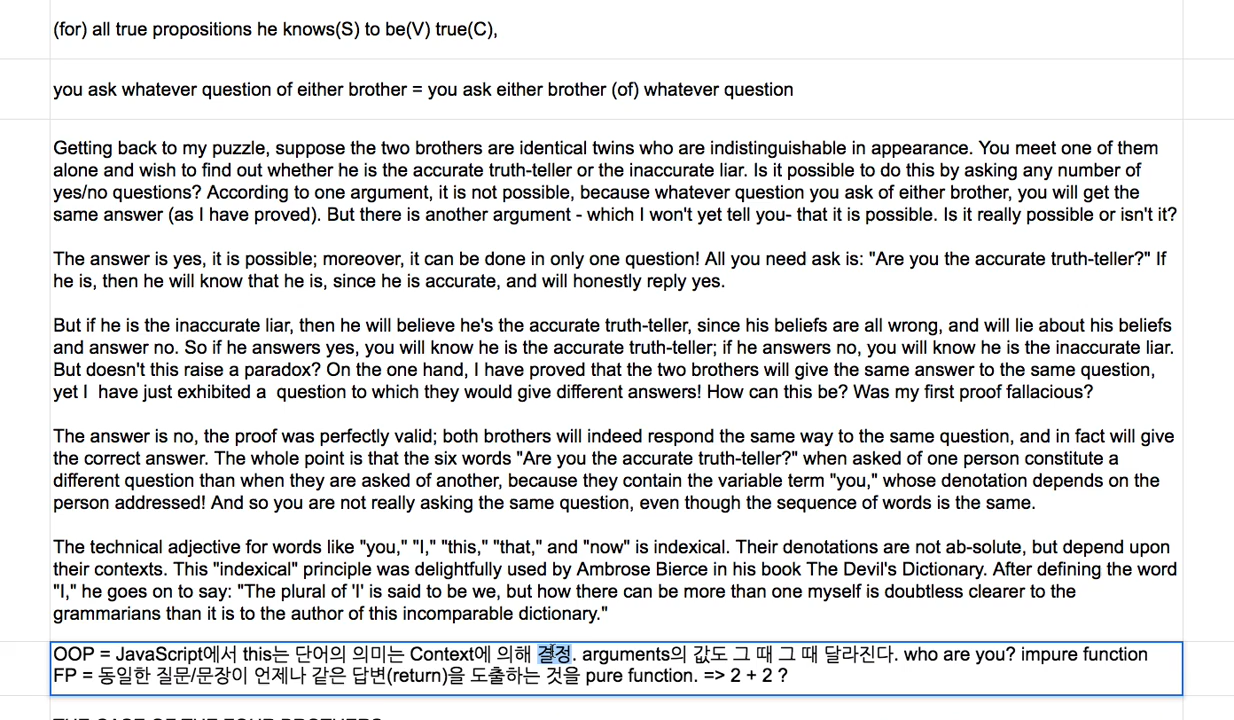 (for) all true propositions he knows(S) to be(V) true(C),
you ask whatever question of either brother = you ask either brother (of) whatever question
Getting back to my puzzle, suppose the two brothers are identical twins who are indistinguishable in appearance. You meet one of them
alone and wish to find out whether he is the accurate truth-teller or the inaccurate liar. Is it possible to do this by asking any number of
yes/no questions? According to one argument, it is not possible, because whatever question you ask of either brother, you will get the
same answer (as I have proved). But there is another argument - which I won't yet tell you- that it is possible. Is it really possible or isn't it?
The answer is yes, it is possible; moreover, it can be done in only one question! All you need ask is: "Are you the accurate truth-teller?" If
he is, then he will know that he is, since he is accurate, and will honestly reply yes.
But if he is the inaccurate liar, then he will believe he's the accurate truth-teller, since his beliefs are all wrong, and will lie about his beliefs
and answer no. So if he answers yes, you will know he is the accurate truth-teller; if he answers no, you will know he is the inaccurate liar.
But doesn't this raise a paradox? On the one hand, I have proved that the two brothers will give the same answer to the same question,
yet I  have just exhibited a  question to which they would give different answers! How can this be? Was my first proof fallacious?
The answer is no, the proof was perfectly valid; both brothers will indeed respond the same way to the same question, and in fact will give
the correct answer. The whole point is that the six words "Are you the accurate truth-teller?" when asked of one person constitute a
different question than when they are asked of another, because they contain the variable term "you," whose denotation depends on the
person addressed! And so you are not really asking the same question, even though the sequence of words is the same.
The technical adjective for words like "you," "I," "this," "that," and "now" is indexical. Their denotations are not ab-solute, but depend upon
their contexts. This "indexical" principle was delightfully used by Ambrose Bierce in his book The Devil's Dictionary. After defining the word
"I," he goes on to say: "The plural of 'I' is said to be we, but how there can be more than one myself is doubtless clearer to the
grammarians than it is to the author of this incomparable dictionary."
OOP = JavaScript에서 this는 단어의 의미는 Context에 의해 결정. arguments의 값도 그 때 그 때 달라진다. who are you? impure function
FP = 동일한 질문/문장이 언제나 같은 답변(return)을 도출하는 것을 pure function. => 2 + 2 ?
THE CASE OF THE FOUR BROTHERS